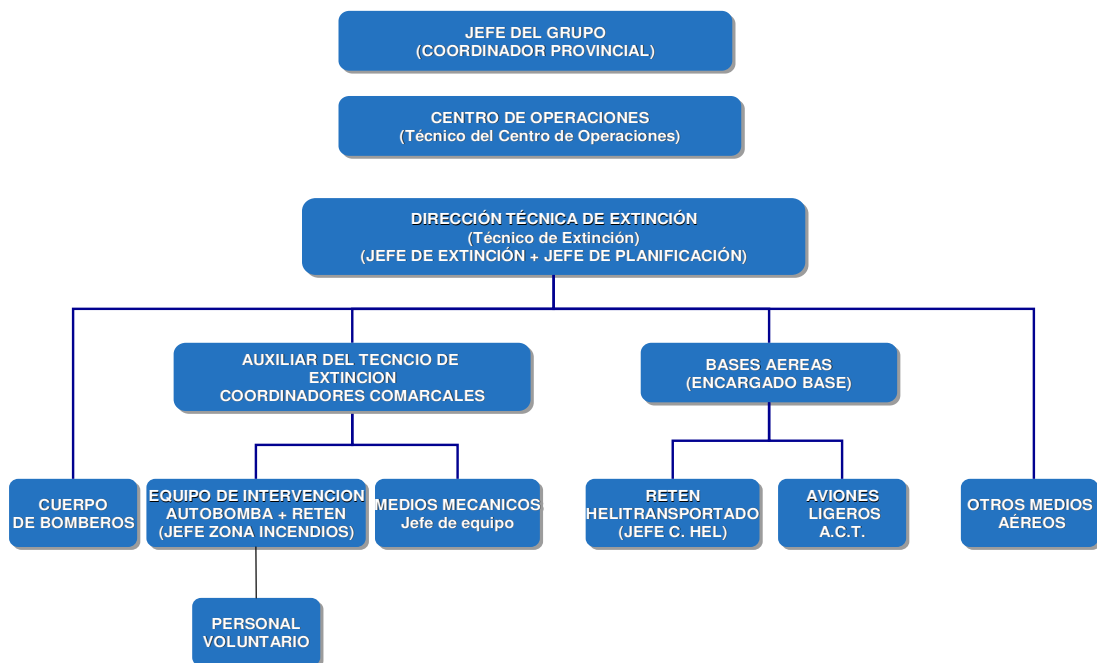 JEFE DEL GRUPO
(COORDINADOR PROVINCIAL)
CENTRO DE OPERACIONES
(Técnico del Centro de Operaciones)
DIRECCIÓN TÉCNICA DE EXTINCIÓN
(Técnico de Extinción)
(JEFE DE EXTINCIÓN + JEFE DE PLANIFICACIÓN)
AUXILIAR DEL TECNCIO DE
EXTINCION
COORDINADORES COMARCALES
BASES AEREAS
(ENCARGADO BASE)
CUERPO
DE BOMBEROS
EQUIPO DE INTERVENCION
AUTOBOMBA + RETEN
(JEFE ZONA INCENDIOS)
MEDIOS MECANICOS
Jefe de equipo
RETEN
HELITRANSPORTADO
(JEFE C. HEL)
AVIONES
LIGEROS
A.C.T.
OTROS MEDIOS
AÉREOS
PERSONAL
VOLUNTARIO